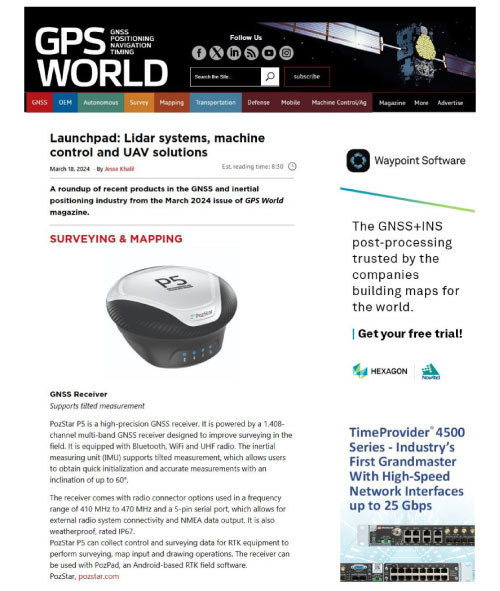 GPS
WORLD
GNSS
POSITIONING
NAVIGATION
TIMING
Follow Us
Search the Site...
subscribe
GNSS OEM Autonomous Survey Mapping Transportation Defense Mobile Machine Control/Ag Magazine More Advertise
Launchpad: Lidar systems, machine
control and UAV solutions
March 18, 2024 - By Jesse Khalil
Est. reading time: 8:30
A roundup of recent products in the GNSS and inertial
positioning industry from the March 2024 issue of GPS World
magazine.
SURVEYING & MAPPING
P5
PozStar
GNSS Receiver
Supports tilted measurement
PozStar P5 is a high-precision GNSS receiver. It is powered by a 1,408-
channel multi-band GNSS receiver designed to improve surveying in the
field. It is equipped with Bluetooth, WiFi and UHF radio. The inertial
measuring unit (IMU) supports tilted measurement, which allows users
to obtain quick initialization and accurate measurements with an
inclination of up to 60°.
The receiver comes with radio connector options used in a frequency
range of 410 MHz to 470 MHz and a 5-pin serial port, which allows for
external radio system connectivity and NMEA data output. It is also
weatherproof, rated IP67.
PozStar P5 can collect control and surveying data for RTK equipment to
perform surveying, map input and drawing operations. The receiver can
be used with PozPad, an Android-based RTK field software.
PozStar, pozstar.com
Waypoint Software
The GNSS+INS
post-processing
trusted by the
companies
building maps for
the world.
| Get your free trial!
HEXAGON
NovAtel
TimeProvider® 4500
Series - Industry's
First Grandmaster
With High-Speed
Network Interfaces
up to 25 Gbps